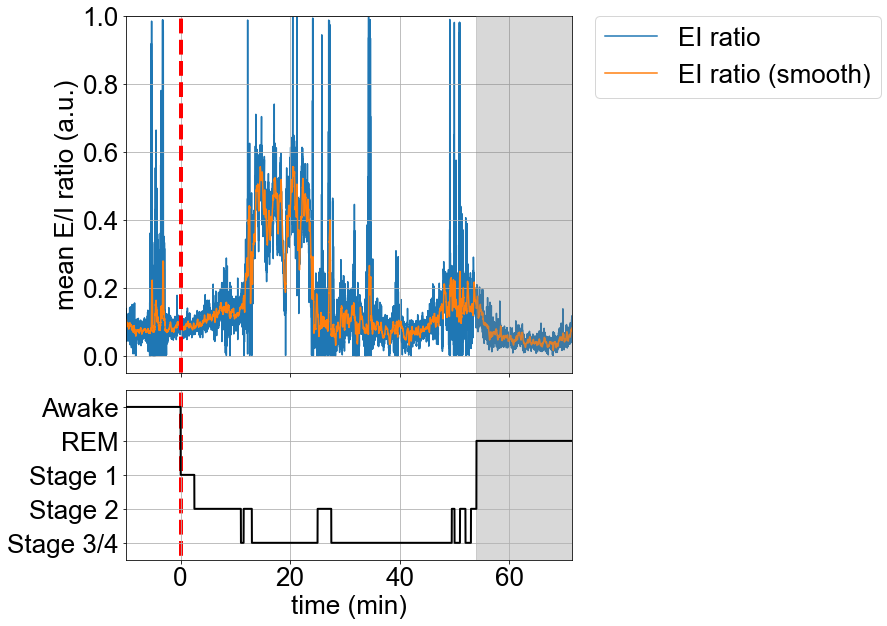 1.0
0.8
0.6
0.4
0.2
0.0
mean E/I ratio (a.u.)
EI ratio
EI ratio (smooth)
Awake
REM
Stage 1
Stage 2
Stage 3/4
0 20 40 60
time (min)